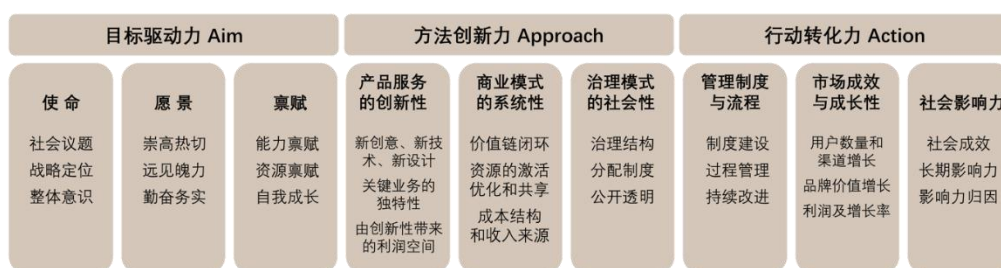 目标驱动力 Aim
方法创新力 Approach
行动转化力 Action
使 命
社会议题
战略定位
整体意识
愿 景
崇高热切
远见魄力
勤奋务实
禀赋
能力禀赋
资源禀赋
自我成长
产品服务
的创新性
新创意、新技
术、新设计
关键业务的
独特性
由创新性带来
的利润空间
商业模式
的系统性
价值链闭环
资源的激活
优化和共享
成本结构
和收入来源
治理模式
的社会性
治理结构
分配制度
公开透明
管理制度
与流程
制度建设
过程管理
持续改进
市场成效
与成长性
用户数量和
渠道增长
品牌价值增长
利润及增长率
社会影响力
社会成效
长期影响力
影响力归因